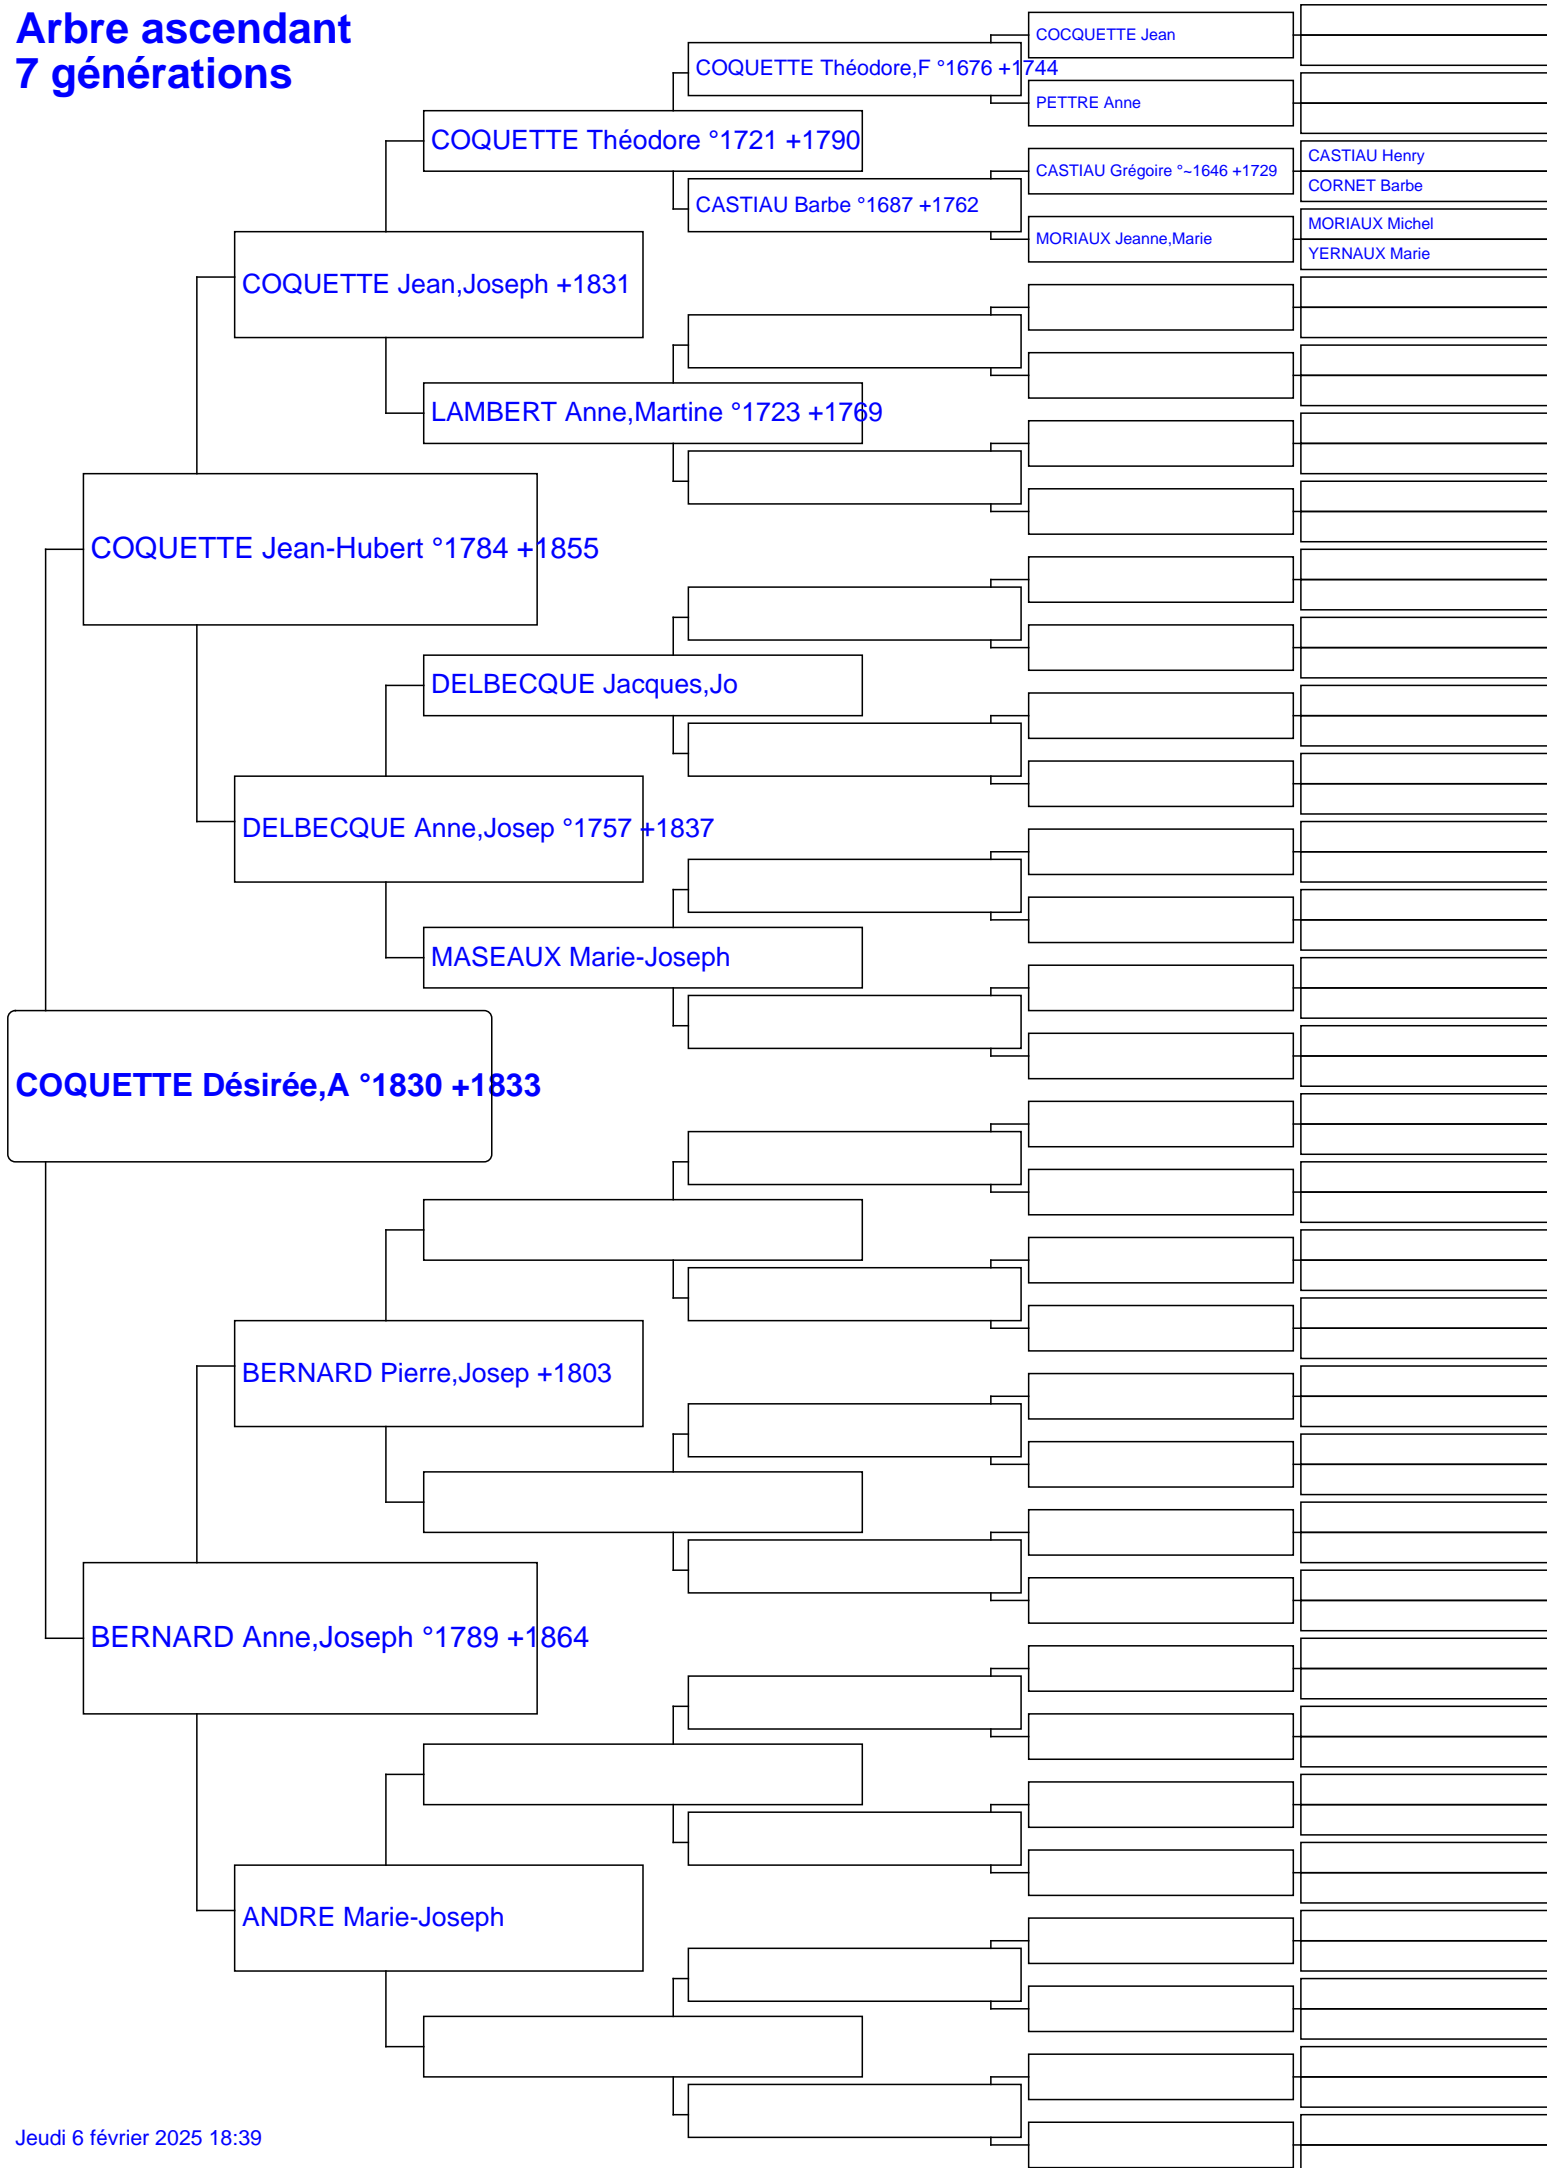 Arbre ascendant
7 générations
COCQUETTE Jean
COQUETTE Théodore,F °1676 +1744
PETTRE Anne
COQUETTE Théodore °1721 +1790
CASTIAU Henry
CASTIAU Grégoire °~1646 +1729
CORNET Barbe
CASTIAU Barbe °1687 +1762
MORIAUX Michel
MORIAUX Jeanne,Marie
YERNAUX Marie
COQUETTE Jean,Joseph +1831
LAMBERT Anne,Martine °1723 +1769
COQUETTE Jean-Hubert °1784 +1855
DELBECQUE Jacques,Jo
DELBECQUE Anne,Josep °1757 +1837
MASEAUX Marie-Joseph
COQUETTE Désirée,A °1830 +1833
BERNARD Pierre,Josep +1803
BERNARD Anne,Joseph °1789 +1864
ANDRE Marie-Joseph
Jeudi 6 février 2025 18:39